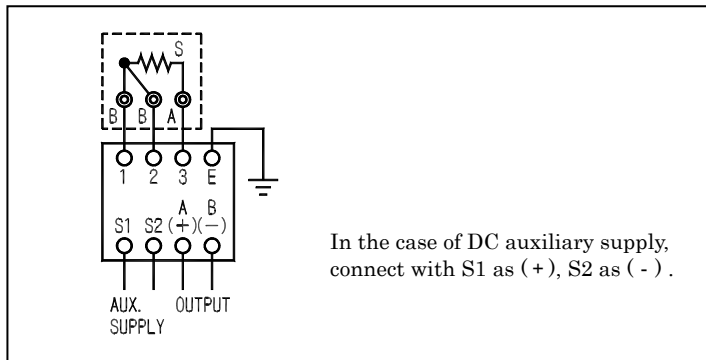 S
B B A
1 2 3 E
A B
S1 S2 (+) (−)
AUX. OUTPUT
SUPPLY
In the case of DC auxiliary supply,
connect with S1 as (+), S2 as (-).